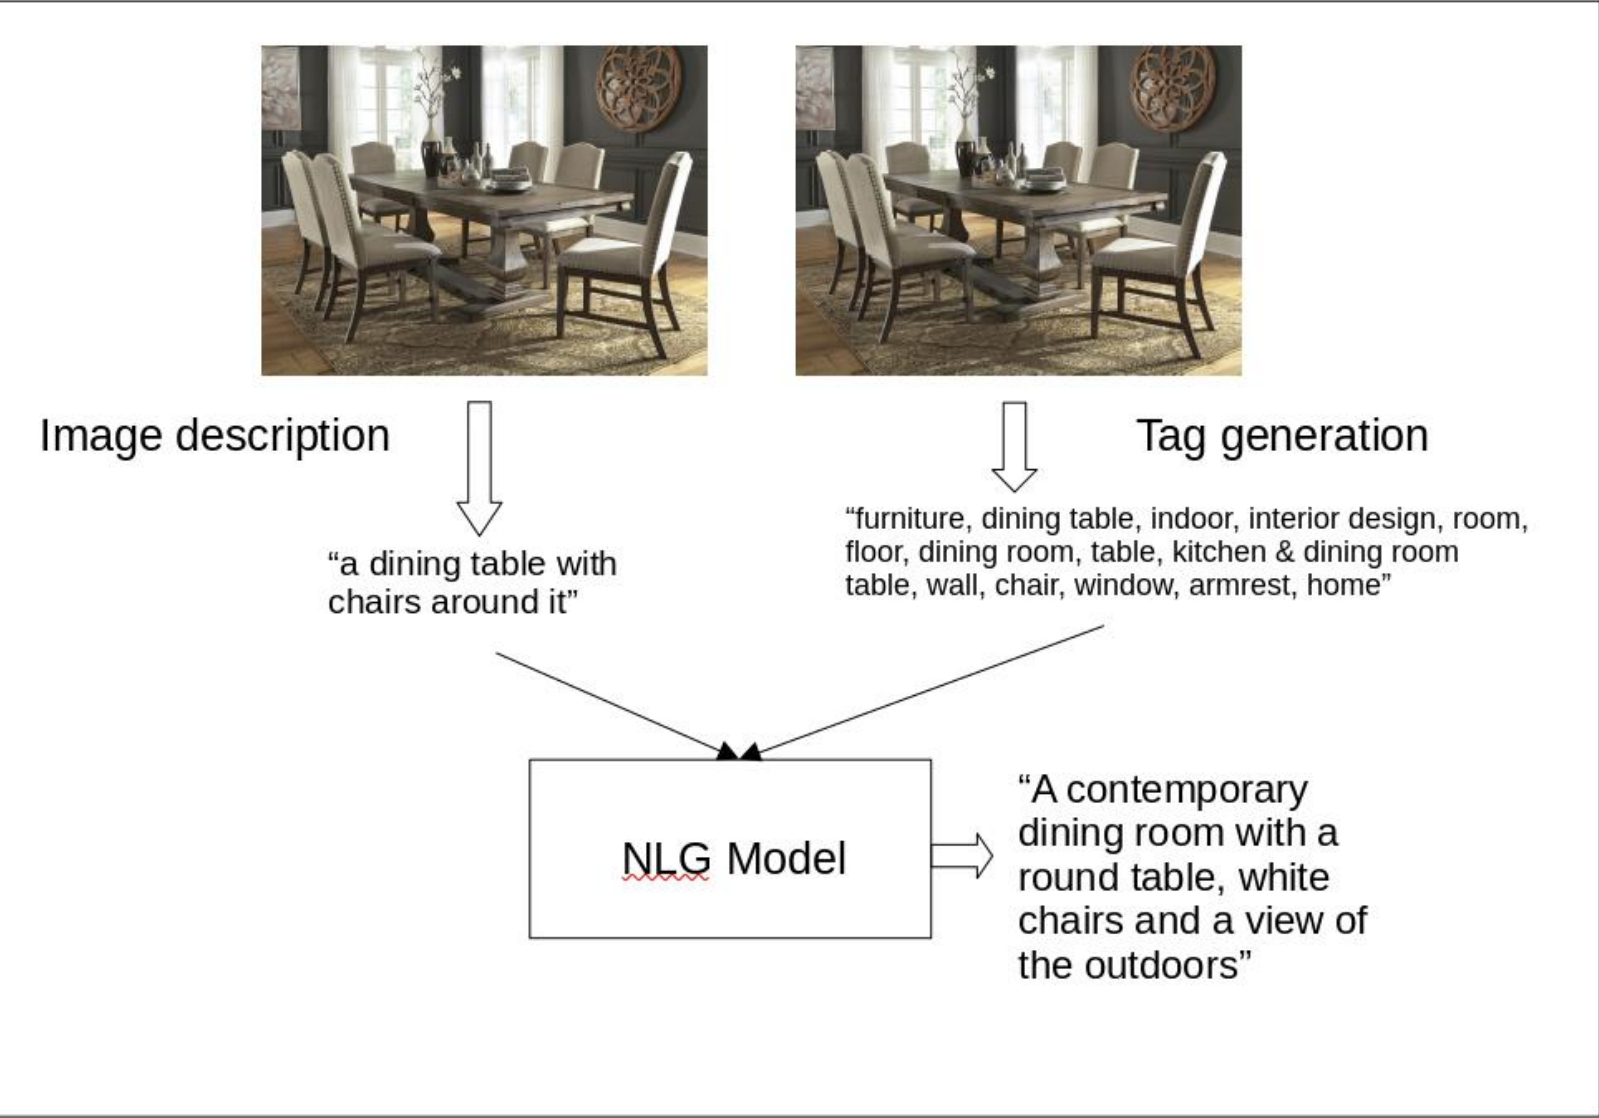 Image description
Tag generation
“a dining table with
chairs around it”
“furniture, dining table, indoor, interior design, room,
floor, dining room, table, kitchen & dining room
table, wall, chair, window, armrest, home”
NLG Model
“A contemporary
dining room with a
round table, white
chairs and a view of
the outdoors”